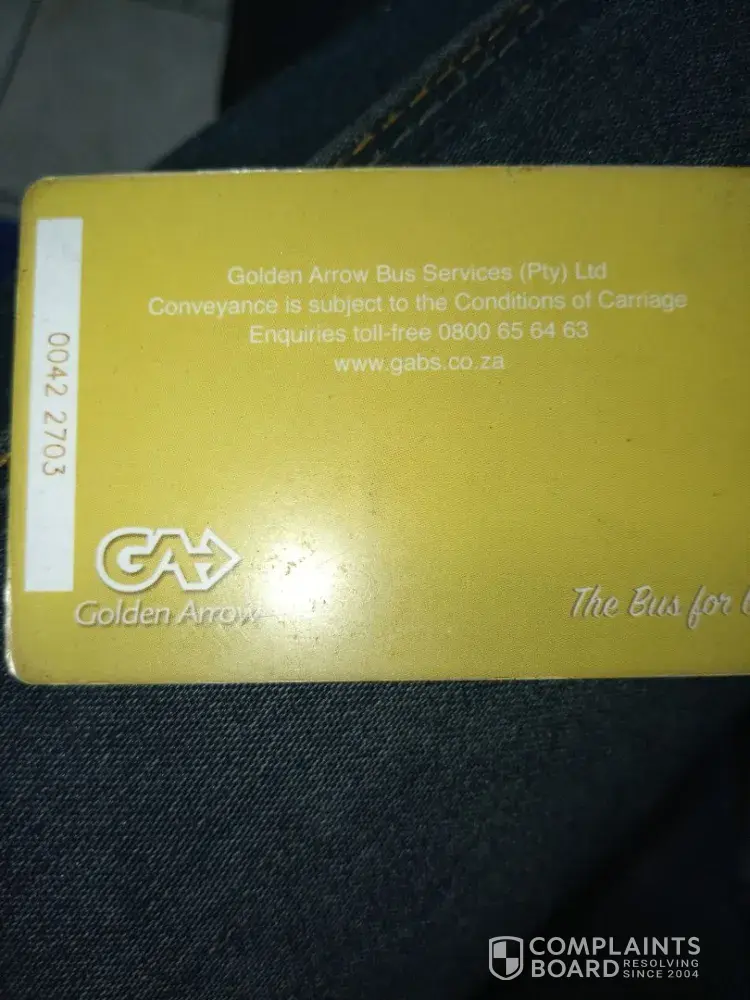 Golden Arrow Bus Services (Pty) Ltd
Conveyance is subject to the Conditions of Carriage
Enquiries toll-free 0800 65 64 63
www.gabs.co.za
0042 2703
GA
Golden Arrow
The Bus for
COMPLAINTS
BOARD RESOLVING
SINCE 2004